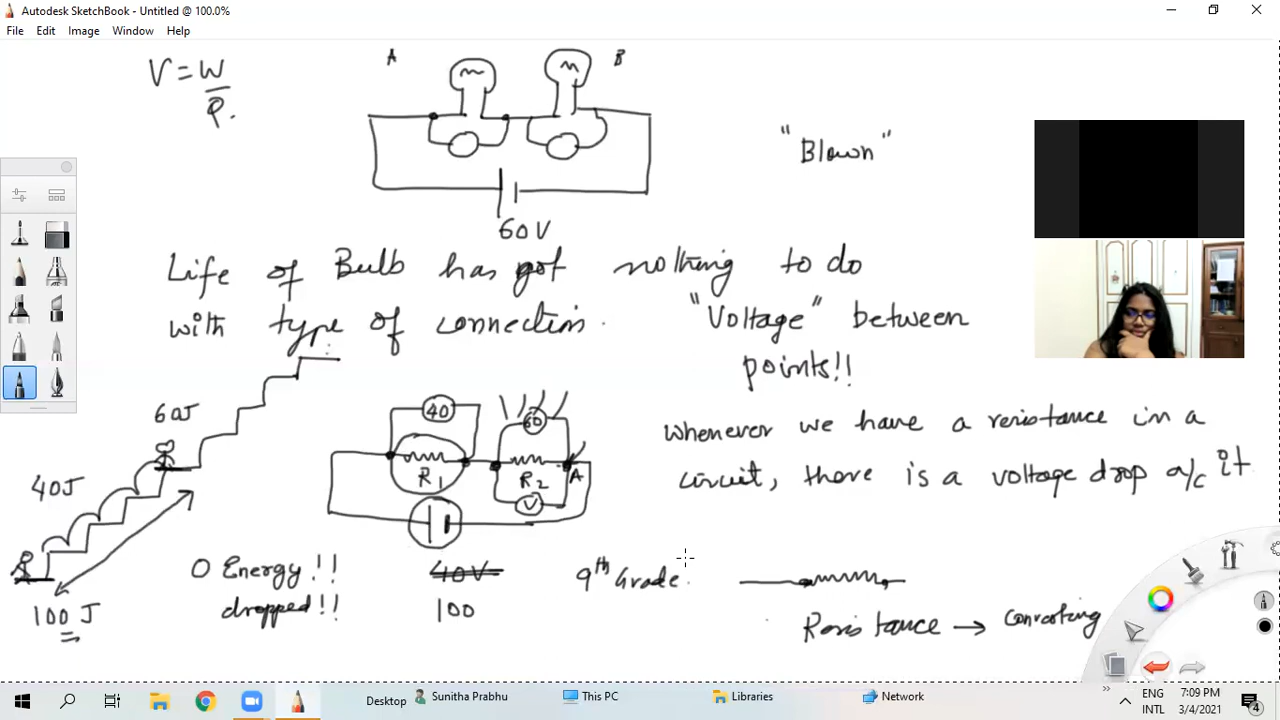 Autodesk SketchBook @ 100.0%
File Edit Image Window Help
V = W
Q.
A
B
60V
"Blown"
Life of Bulb has got nothing to do
with type of connection.
"Voltage" between
points!!
60J
40J
100 J
O Energy!!
dropped!!
40
60
R1
R2
A
V
40V
100
9th Grade.
Whenever we have a resistance in a
circuit, there is a voltage drop a/c it
Resistance → Converting
Desktop
Sunitha Prabhu
This PC
Libraries
Network
ENG
INTL
7:09 PM
3/4/2021
4